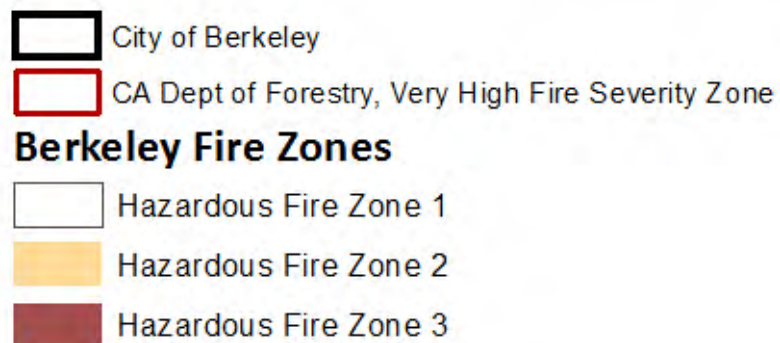 City of Berkeley
CA Dept of Forestry, Very High Fire Severity Zone
Berkeley Fire Zones
Hazardous Fire Zone 1
Hazardous Fire Zone 2
Hazardous Fire Zone 3